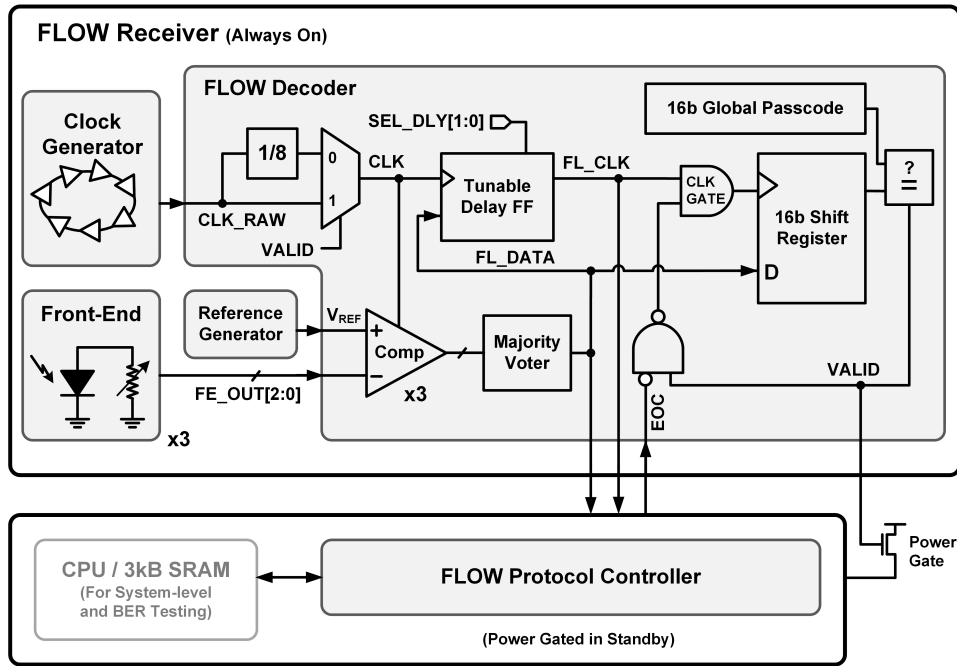 FLOW Receiver (Always On)
FLOW Decoder
Clock
Generator
1/8
0
1
CLK_RAW
VALID
CLK
SEL_DLY[1:0]
Tunable
Delay FF
FL_CLK
FL_DATA
16b Global Passcode
CLK
GATE
16b Shift
Register
D
?
=
Front-End
x3
FE_OUT[2:0]
Reference
Generator
VREF
+
Comp
−
x3
Majority
Voter
EOC
VALID
Power
Gate
CPU / 3kB SRAM
(For System-level
and BER Testing)
FLOW Protocol Controller
(Power Gated in Standby)